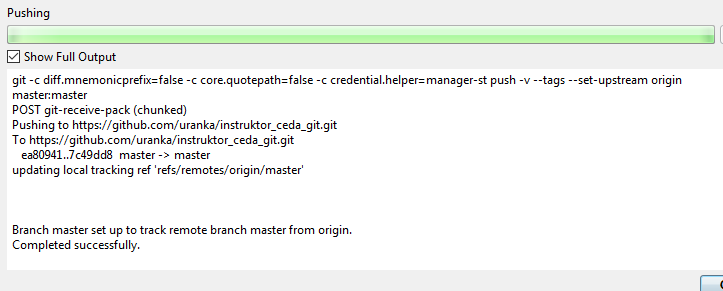 Pushing
Show Full Output
git -c diff.mnemonicprefix=false -c core.quotepath=false -c credential.helper=manager-st push -v --tags --set-upstream origin
master:master
POST git-receive-pack (chunked)
Pushing to https://github.com/uranka/instruktor_ceda_git.git
To https://github.com/uranka/instruktor_ceda_git.git
   ea80941..7c49dd8  master -> master
updating local tracking ref 'refs/remotes/origin/master'
Branch master set up to track remote branch master from origin.
Completed successfully.